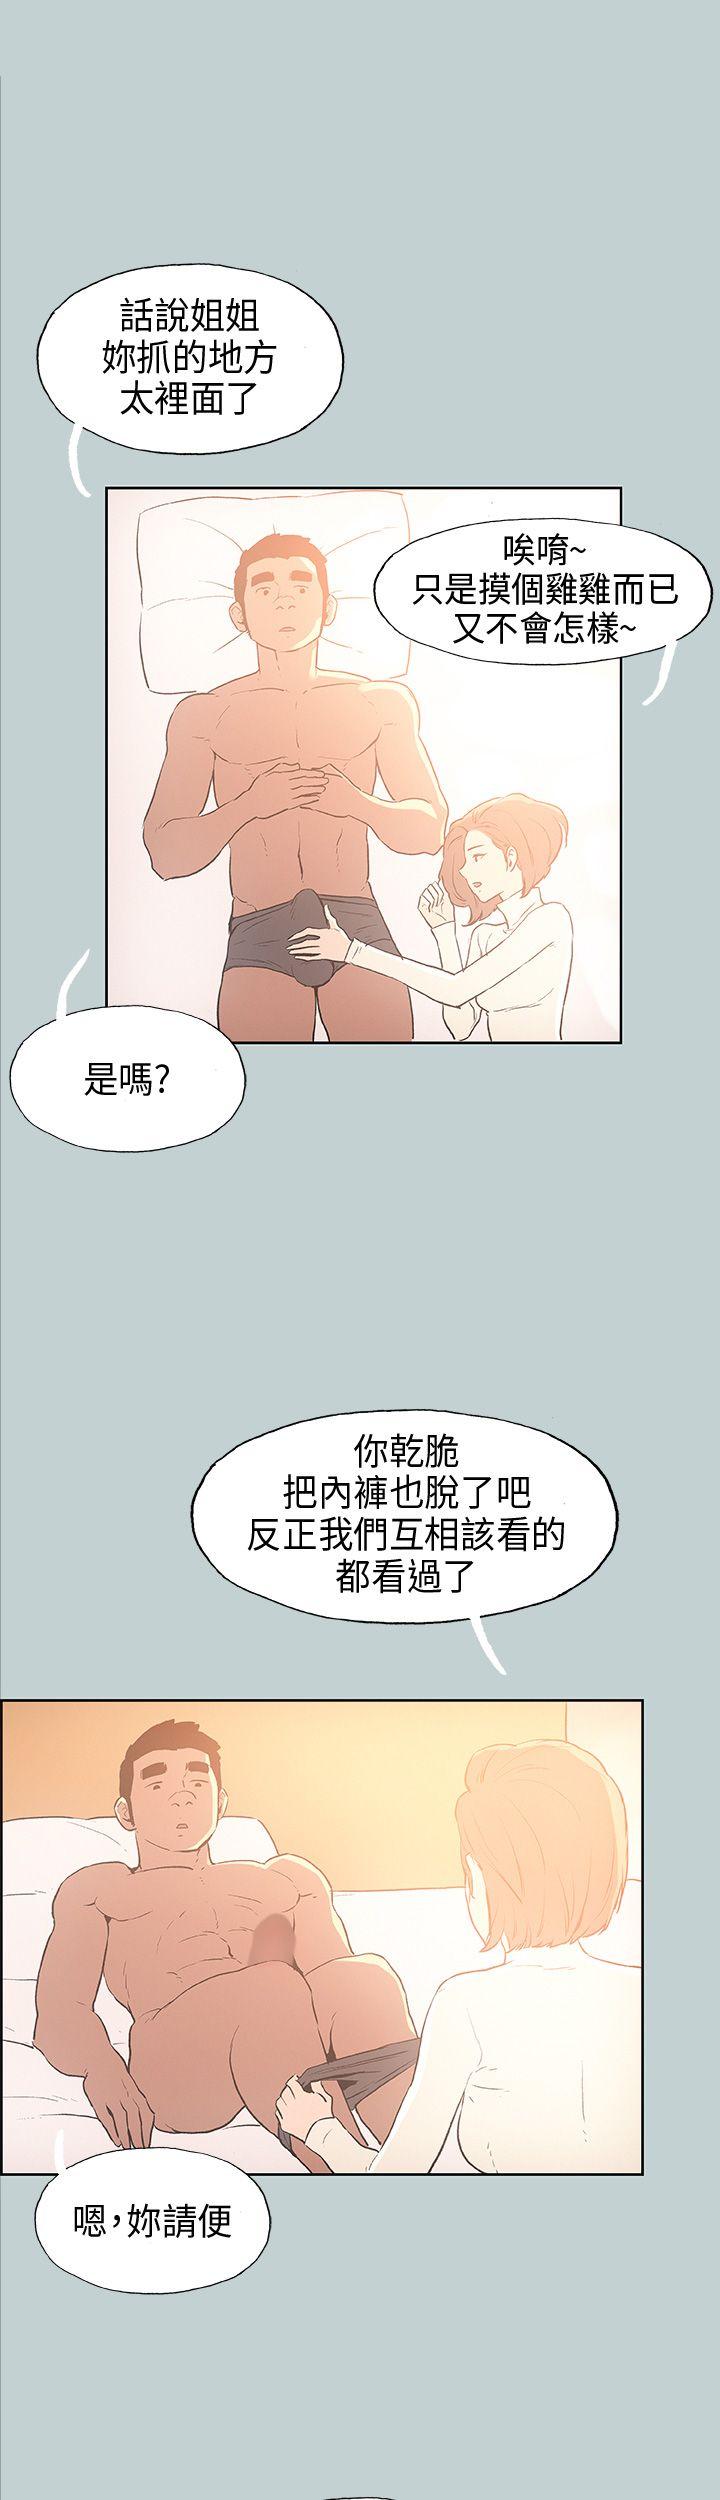 話說姐姐
妳抓的地方
太裡面了
唉唷~
只是摸個雞雞而已
又不會怎樣~
是嗎?
你乾脆
把內褲也脫了吧
反正我們互相該看的
都看過了
嗯,妳請便